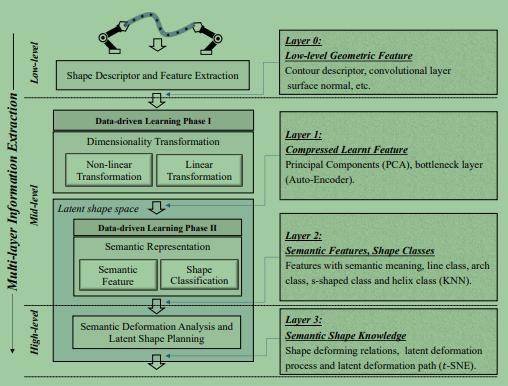 Multi-layer Information Extraction
Low-level
Mid-level
High-level
Shape Descriptor and Feature Extraction
Data-driven Learning Phase I
Dimensionality Transformation
Non-linear
Transformation
Linear
Transformation
Latent shape space
Data-driven Learning Phase II
Semantic Representation
Semantic
Feature
Shape
Classification
Semantic Deformation Analysis and
Latent Shape Planning
Layer 0:
Low-level Geometric Feature
Contour descriptor, convolutional layer
surface normal, etc.
Layer 1:
Compressed Learnt Feature
Principal Components (PCA), bottleneck layer
(Auto-Encoder).
Layer 2:
Semantic Features, Shape Classes
Features with semantic meaning, line class, arch
class, s-shaped class and helix class (KNN).
Layer 3:
Semantic Shape Knowledge
Shape deforming relations, latent deformation
process and latent deformation path (t-SNE).